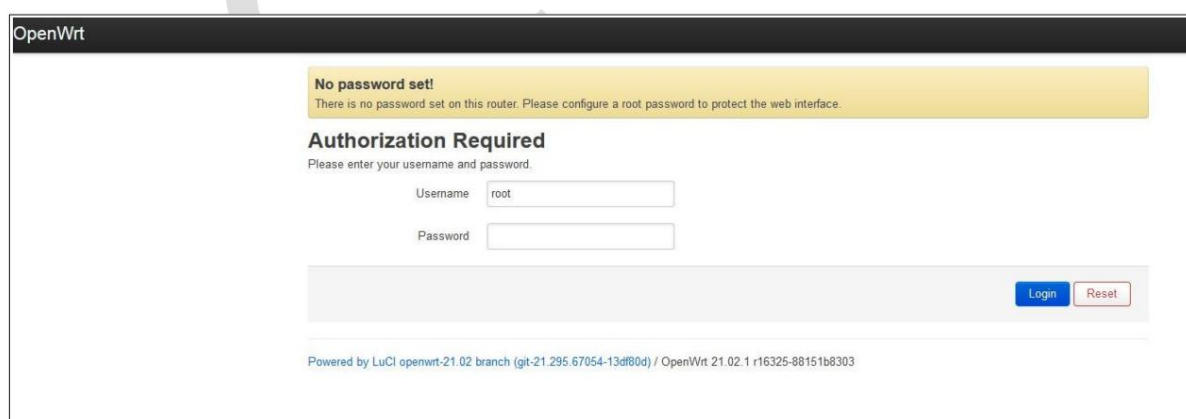 OpenWrt
No password set!
There is no password set on this router. Please configure a root password to protect the web interface.
Authorization Required
Please enter your username and password.
Username root
Password
Login Reset
Powered by LuCI openwrt-21.02 branch (git-21.295.67054-13df80d) / OpenWrt 21.02.1 r16325-88151b8303